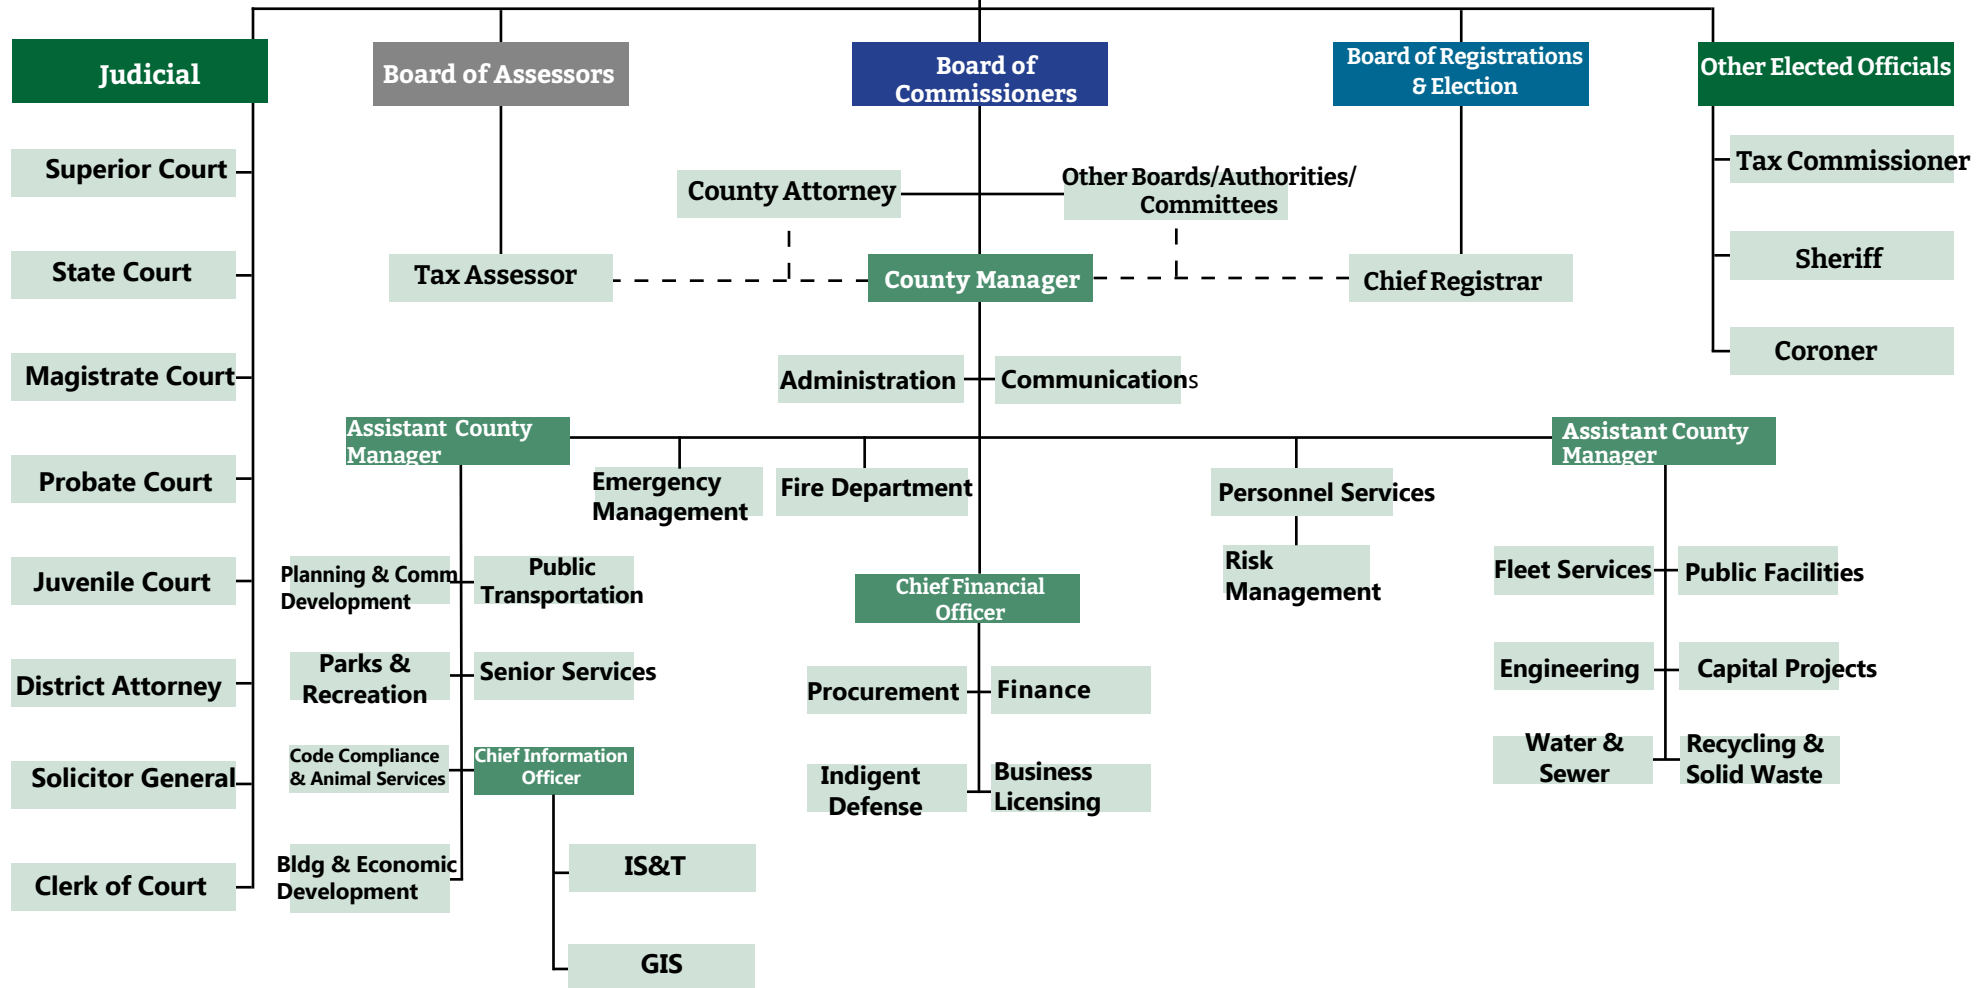 Judicial
Board of Assessors
Board of
Commissioners
Board of Registrations
& Election
Other Elected Officials
Superior Court
State Court
Magistrate Court
Probate Court
Juvenile Court
District Attorney
Solicitor General
Clerk of Court
County Attorney
Other Boards/Authorities/
Committees
Tax Commissioner
Sheriff
Coroner
Tax Assessor
County Manager
Chief Registrar
Administration
Communications
Assistant County
Manager
Emergency
Management
Fire Department
Personnel Services
Risk
Management
Assistant County
Manager
Planning & Comm
Development
Public
Transportation
Parks &
Recreation
Senior Services
Code Compliance
& Animal Services
Chief Information
Officer
Bldg & Economic
Development
IS&T
GIS
Chief Financial
Officer
Procurement
Finance
Indigent
Defense
Business
Licensing
Fleet Services
Public Facilities
Engineering
Capital Projects
Water &
Sewer
Recycling &
Solid Waste